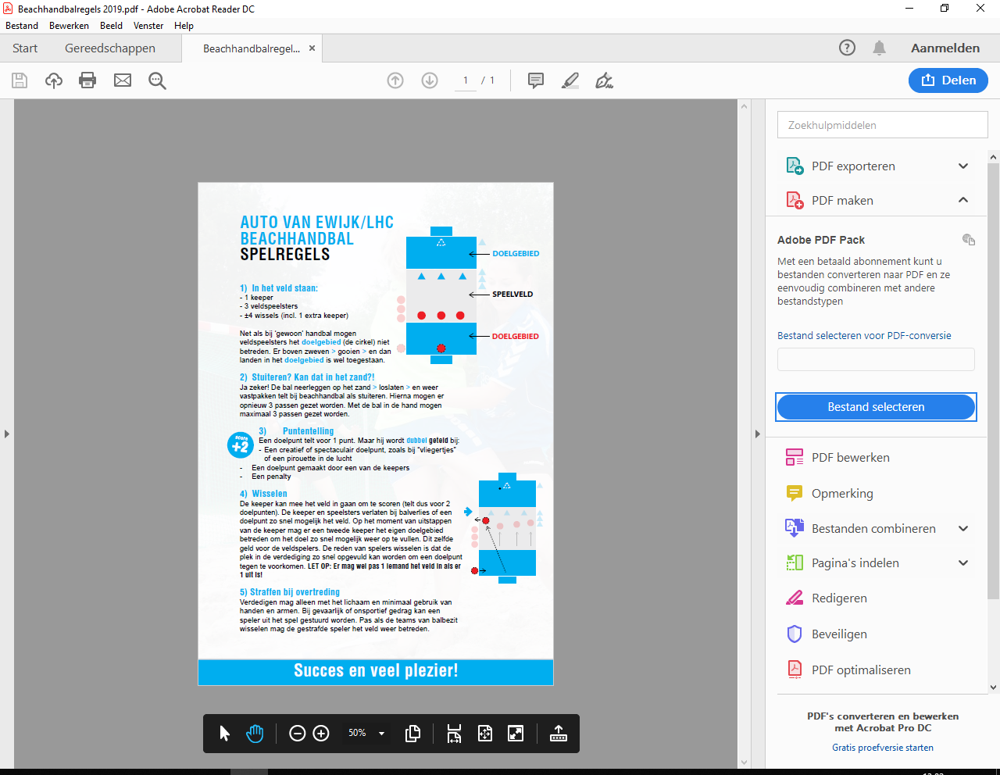 Beachhandbalregels 2019.pdf - Adobe Acrobat Reader DC
Bestand Bewerken Beeld Venster Help
Start Gereedschappen Beachhandbalregel... × Aanmelden
1 / 1
Delen
AUTO VAN EWIJK/LHC
BEACHHANDBAL
SPELREGELS
DOELGEBIED
SPEELVELD
DOELGEBIED
1) In het veld staan:
- 1 keeper
- 3 veldspeelsters
- ±4 wissels (incl. 1 extra keeper)
Net als bij 'gewoon' handbal mogen
veldspeelsters het doelgebied (de cirkel) niet
betreden. Er boven zweven > gooien > en dan
landen in het doelgebied is wel toegestaan.
2) Stuiteren? Kan dat in het zand?!
Ja zeker! De bal neerleggen op het zand > loslaten > en weer
vastpakken telt bij beachhandbal als stuiteren. Hierna mogen er
opnieuw 3 passen gezet worden. Met de bal in de hand mogen
maximaal 3 passen gezet worden.
score
+2
3) Puntentelling
Een doelpunt telt voor 1 punt. Maar hij wordt dubbel geteld bij:
- Een creatief of spectaculair doelpunt, zoals bij "vliegertjes"
of een pirouette in de lucht
- Een doelpunt gemaakt door een van de keepers
- Een penalty
4) Wisselen
De keeper kan mee het veld in gaan om te scoren (telt dus voor 2
doelpunten). De keeper en speelsters verlaten bij balverlies of een
doelpunt zo snel mogelijk het veld. Op het moment van uitstappen
van de keeper mag er een tweede keeper het eigen doelgebied
betreden om het doel zo snel mogelijk weer op te vullen. Dit zelfde
geld voor de veldspelers. De reden van spelers wisselen is dat de
plek in de verdediging zo snel opgevuld kan worden om een doelpunt
tegen te voorkomen. LET OP: Er mag wel pas 1 iemand het veld in als er
1 uit is!
5) Straffen bij overtreding
Verdedigen mag alleen met het lichaam en minimaal gebruik van
handen en armen. Bij gevaarlijk of onsportief gedrag kan een
speler uit het spel gestuurd worden. Pas als de teams van balbezit
wisselen mag de gestrafde speler het veld weer betreden.
Succes en veel plezier!
50%
Zoekhulpmiddelen
PDF exporteren
PDF maken
Adobe PDF Pack
Met een betaald abonnement kunt u
bestanden converteren naar PDF en ze
eenvoudig combineren met andere
bestandstypen
Bestand selecteren voor PDF-conversie
Bestand selecteren
PDF bewerken
Opmerking
Bestanden combineren
Pagina's indelen
Redigeren
Beveiligen
PDF optimaliseren
PDF's converteren en bewerken
met Acrobat Pro DC
Gratis proefversie starten